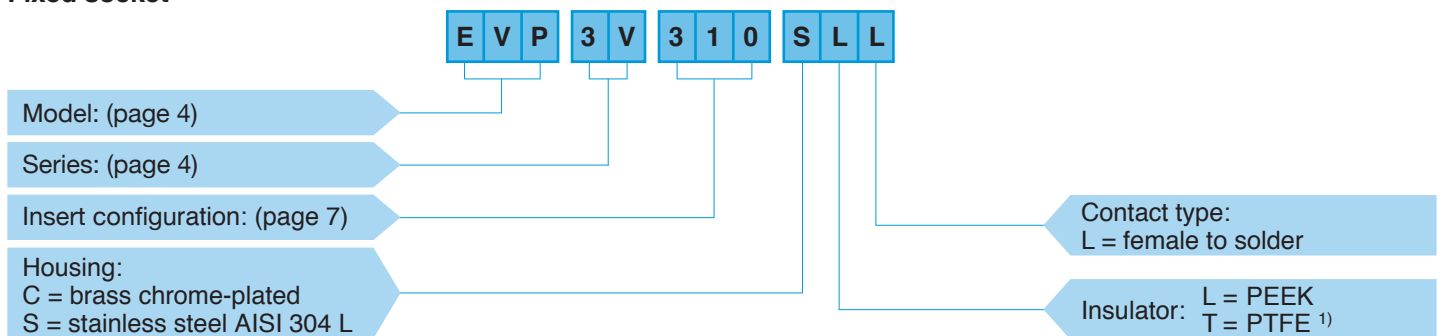 Fixed socket
E V P 3 V 3 1 0 S L L
Model: (page 4)
Series: (page 4)
Insert configuration: (page 7)
Housing:
C = brass chrome-plated
S = stainless steel AISI 304 L
Contact type:
L = female to solder
Insulator: L = PEEK
T = PTFE 1)